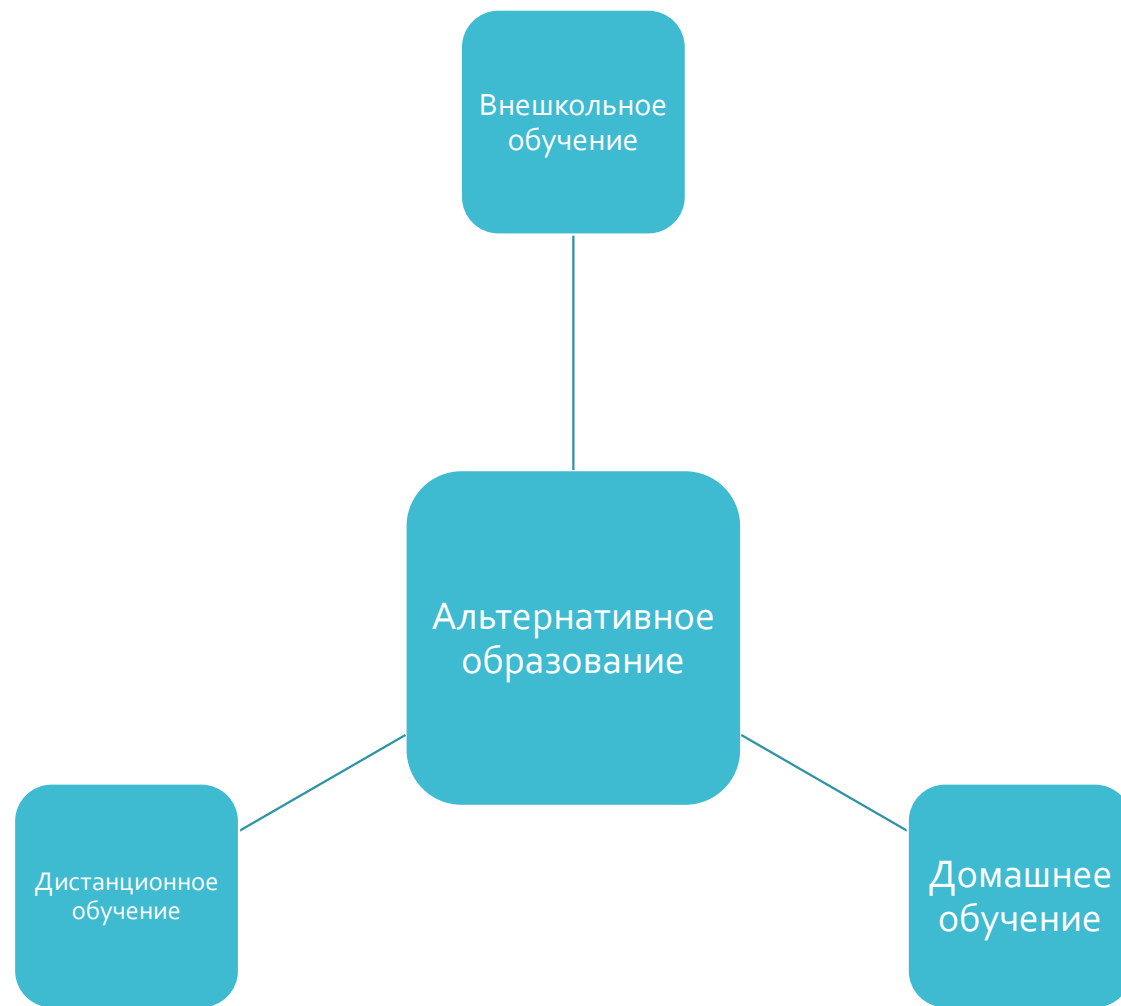 Внешкольное
обучение
Альтернативное
образование
Дистанционное
обучение
Домашнее
обучение